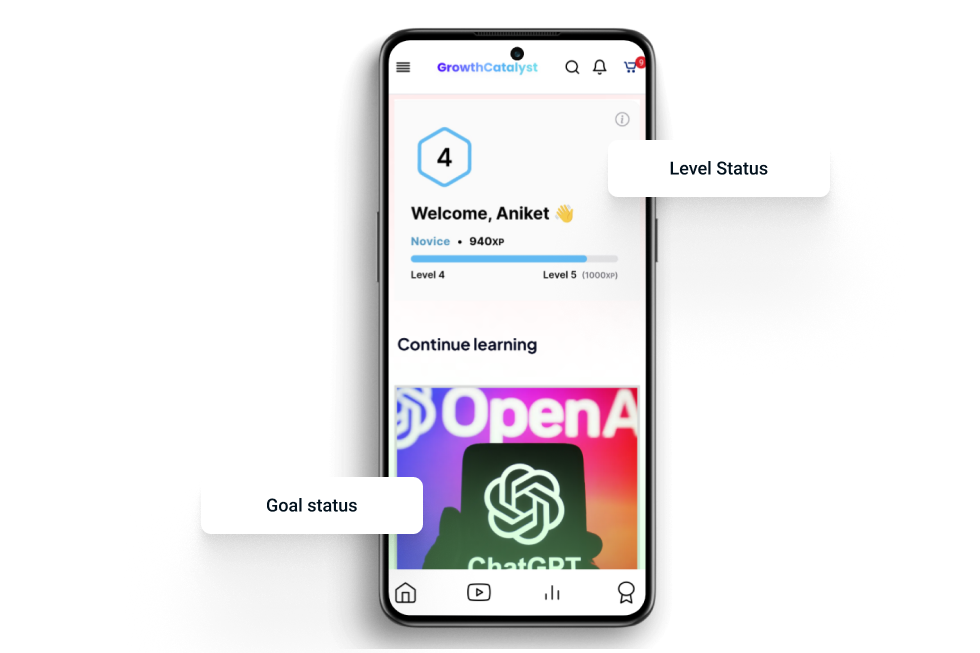 GrowthCatalyst
9
4
Level Status
Welcome, Aniket 👋
Novice • 940XP
Level 4 Level 5 (1000XP)
Continue learning
OpenA
Goal status
ChatGPT